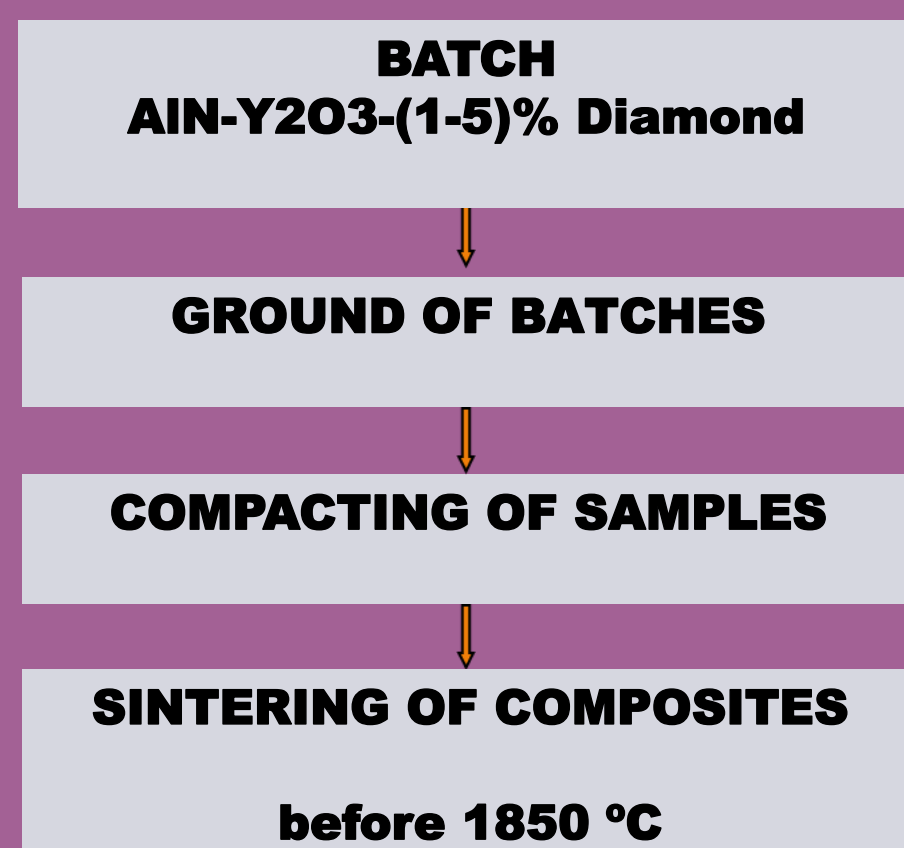 BATCH
AlN-Y2O3-(1-5)% Diamond
GROUND OF BATCHES
COMPACTING OF SAMPLES
SINTERING OF COMPOSITES
before 1850 ºC